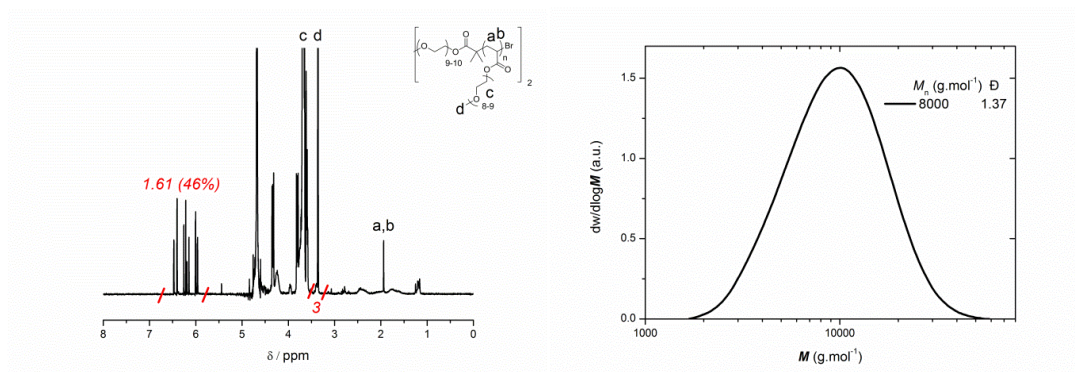 c d
ab
O
O
O
Br
9-10
n
O
O
2
O
c
d
8-9
1.61 (46%)
a,b
3
8 7 6 5 4 3 2 1 0
δ / ppm
Mn (g.mol-1) Đ
8000 1.37
1.5
1.0
0.5
0.0
dw/dlogM (a.u.)
1000 10000
M (g.mol-1)